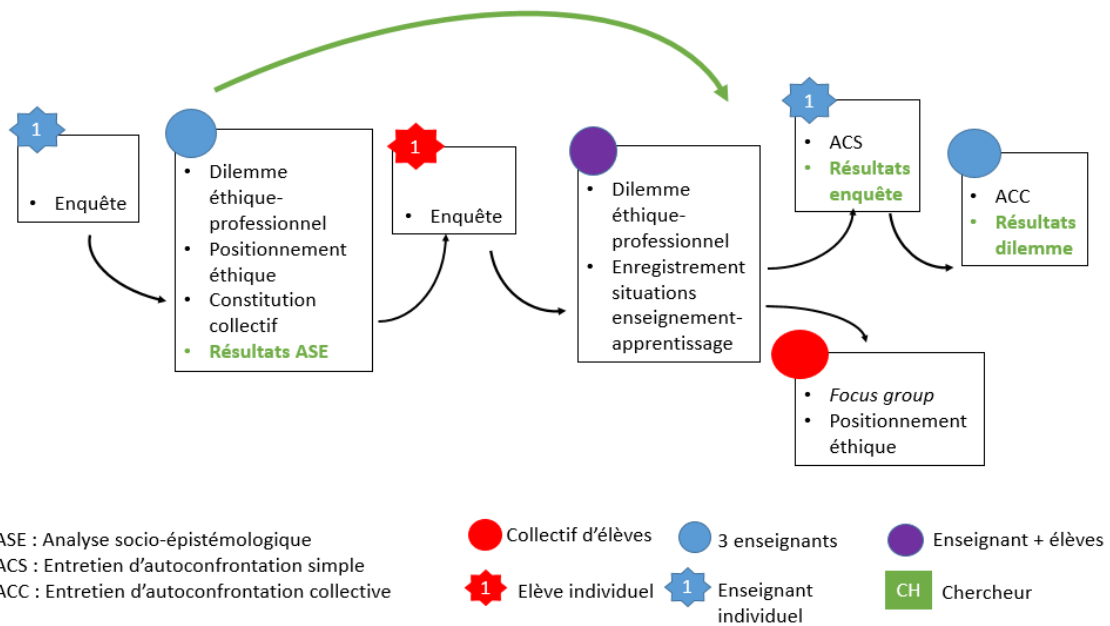 1
• Enquête
• Dilemme
éthique-
professionnel
• Positionnement
éthique
• Constitution
collectif
• Résultats ASE
1
• Enquête
• Dilemme
éthique-
professionnel
• Enregistrement
situations
enseignement-
apprentissage
1
• ACS
• Résultats
enquête
• ACC
• Résultats
dilemme
• Focus group
• Positionnement
éthique
ASE : Analyse socio-épistémologique
ACS : Entretien d'autoconfrontation simple
ACC : Entretien d'autoconfrontation collective
Collectif d'élèves
3 enseignants
Enseignant + élèves
1 Elève individuel
1 Enseignant
individuel
CH Chercheur